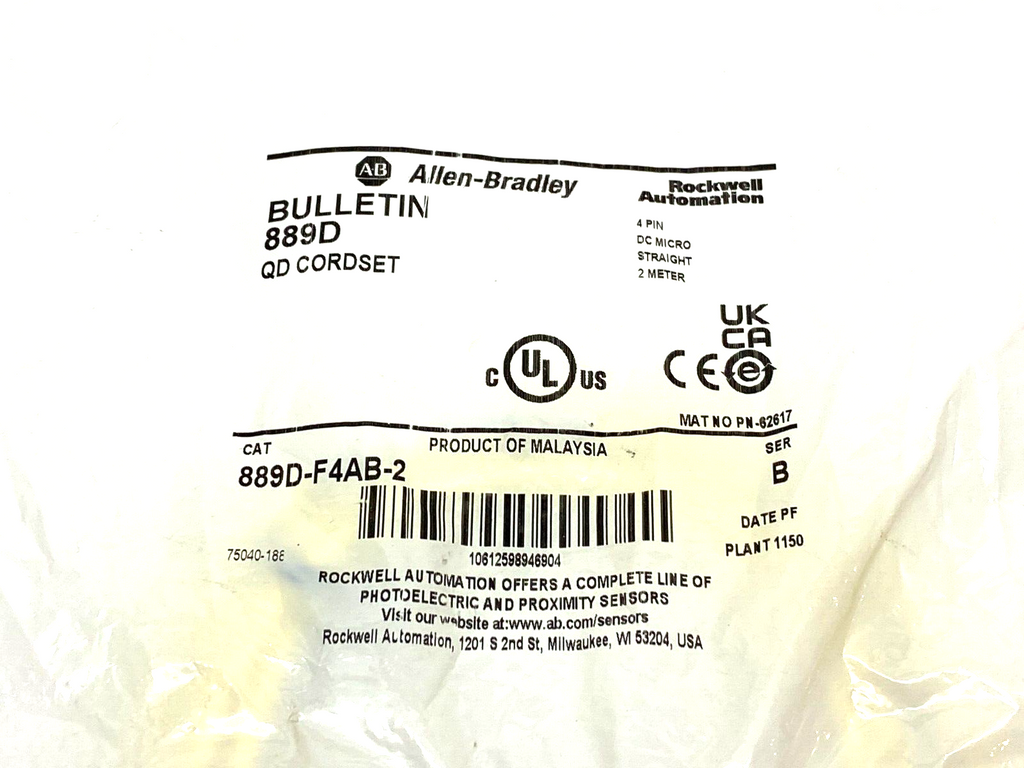 AB Allen-Bradley
Rockwell
Automation
BULLETIN
889D
QD CORDSET
4 PIN
DC MICRO
STRAIGHT
2 METER
UK
CA
C UL US
CE e
MAT NO PN-62617
CAT
PRODUCT OF MALAYSIA
SER
889D-F4AB-2
B
DATE PF
PLANT 1150
75040-188
10612598946904
ROCKWELL AUTOMATION OFFERS A COMPLETE LINE OF
PHOTOELECTRIC AND PROXIMITY SENSORS
Visit our website at:www.ab.com/sensors
Rockwell Automation, 1201 S 2nd St, Milwaukee, WI 53204, USA